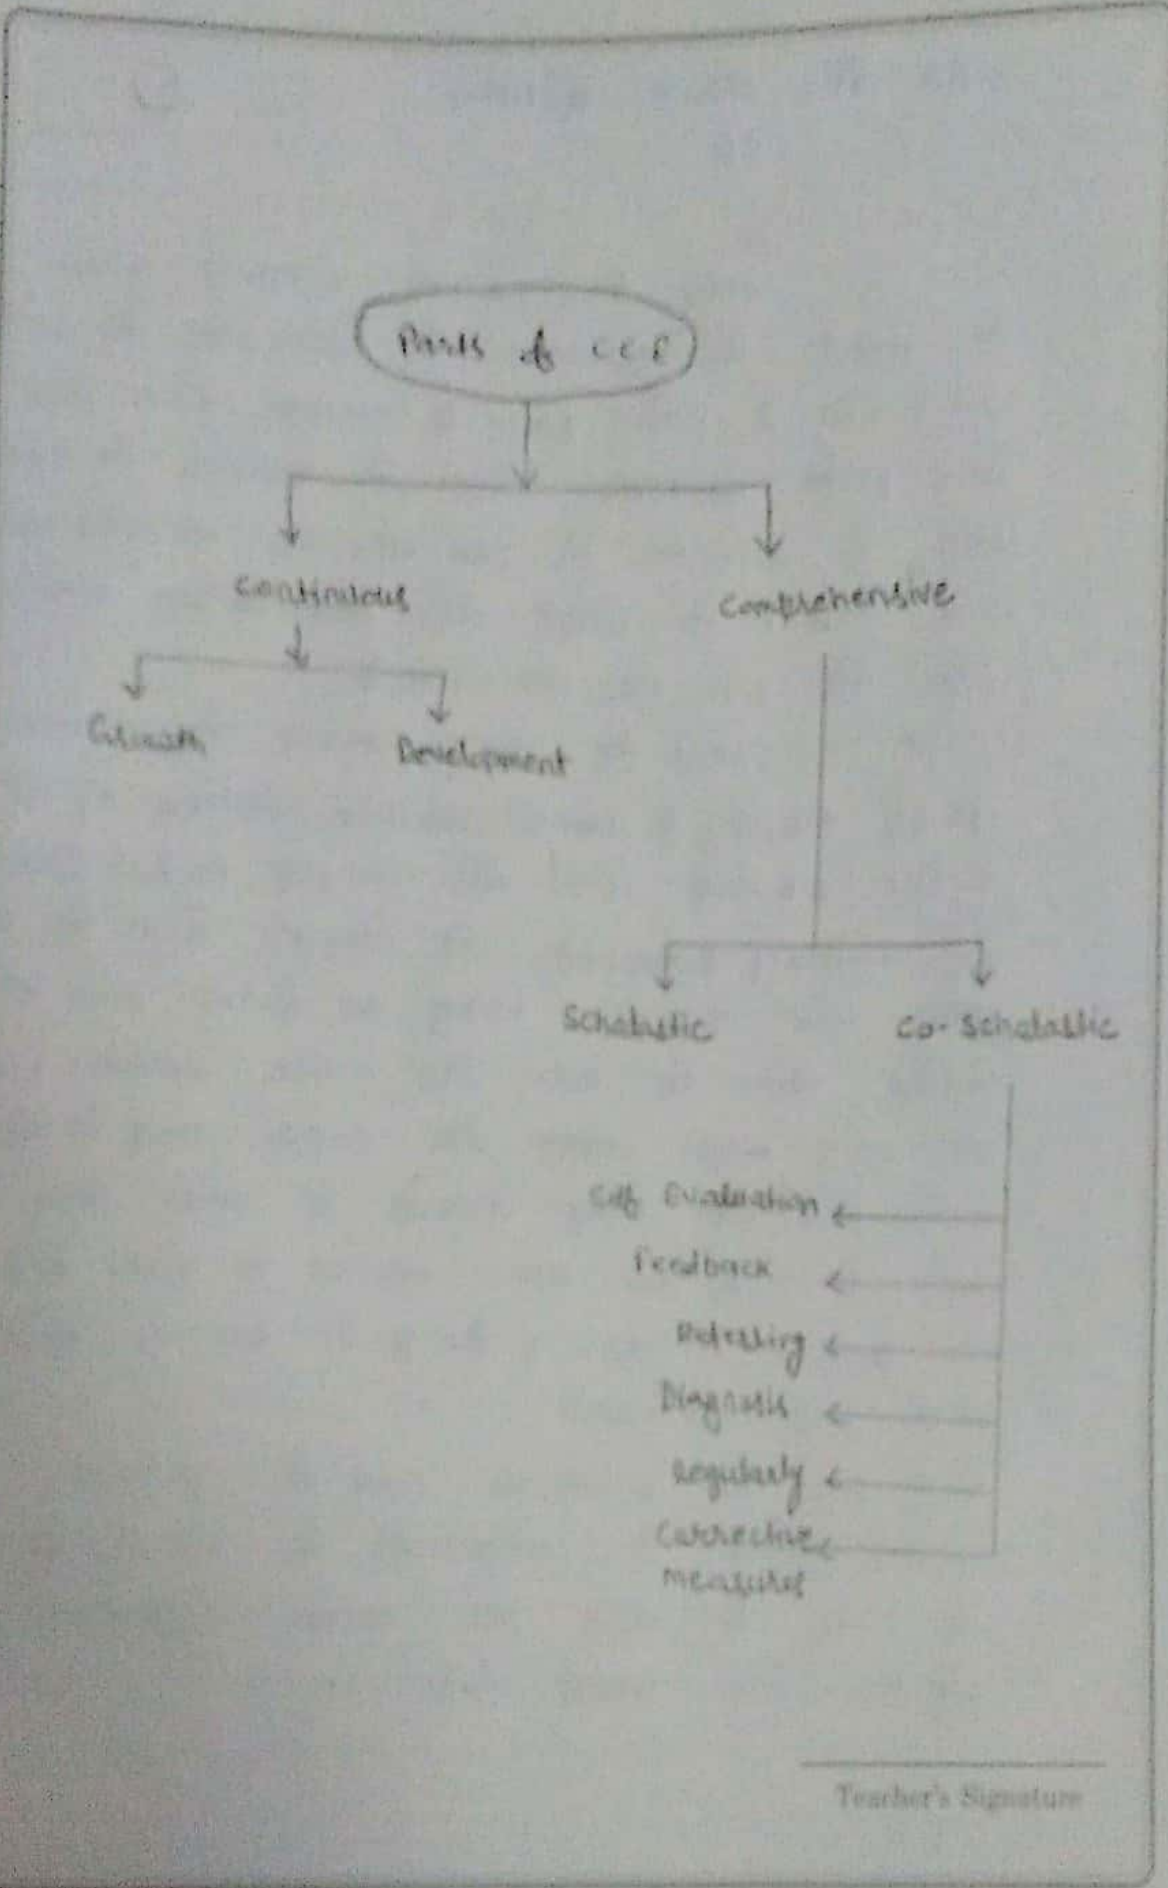 Parts of CCE
Continuous Comprehensive
Growth Development
Scholastic Co-Scholastic
Self Evaluation
Feedback
Retesting
Diagnosis
Regularly
Corrective
measures
Teacher's Signature